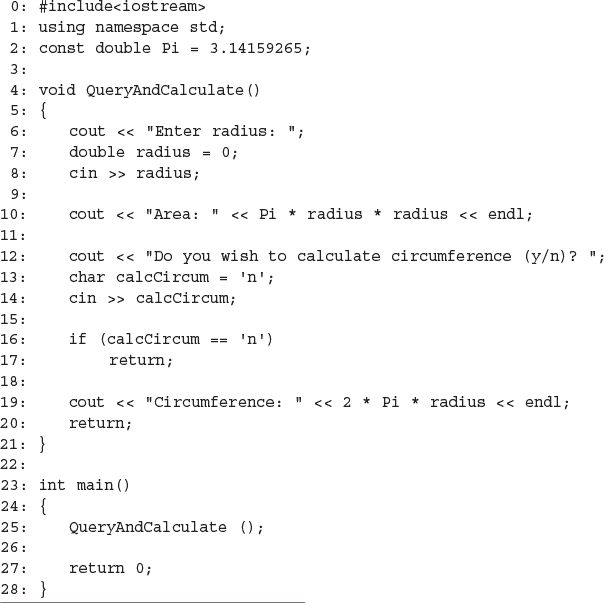 0: #include<iostream>
1: using namespace std;
2: const double Pi = 3.14159265;
3:
4: void QueryAndCalculate()
5: {
6:    cout << "Enter radius: ";
7:    double radius = 0;
8:    cin >> radius;
9:
10:    cout << "Area: " << Pi * radius * radius << endl;
11:
12:    cout << "Do you wish to calculate circumference (y/n)? ";
13:    char calcCircum = 'n';
14:    cin >> calcCircum;
15:
16:    if (calcCircum == 'n')
17:        return;
18:
19:    cout << "Circumference: " << 2 * Pi * radius << endl;
20:    return;
21: }
22:
23: int main()
24: {
25:    QueryAndCalculate ();
26:
27:    return 0;
28: }